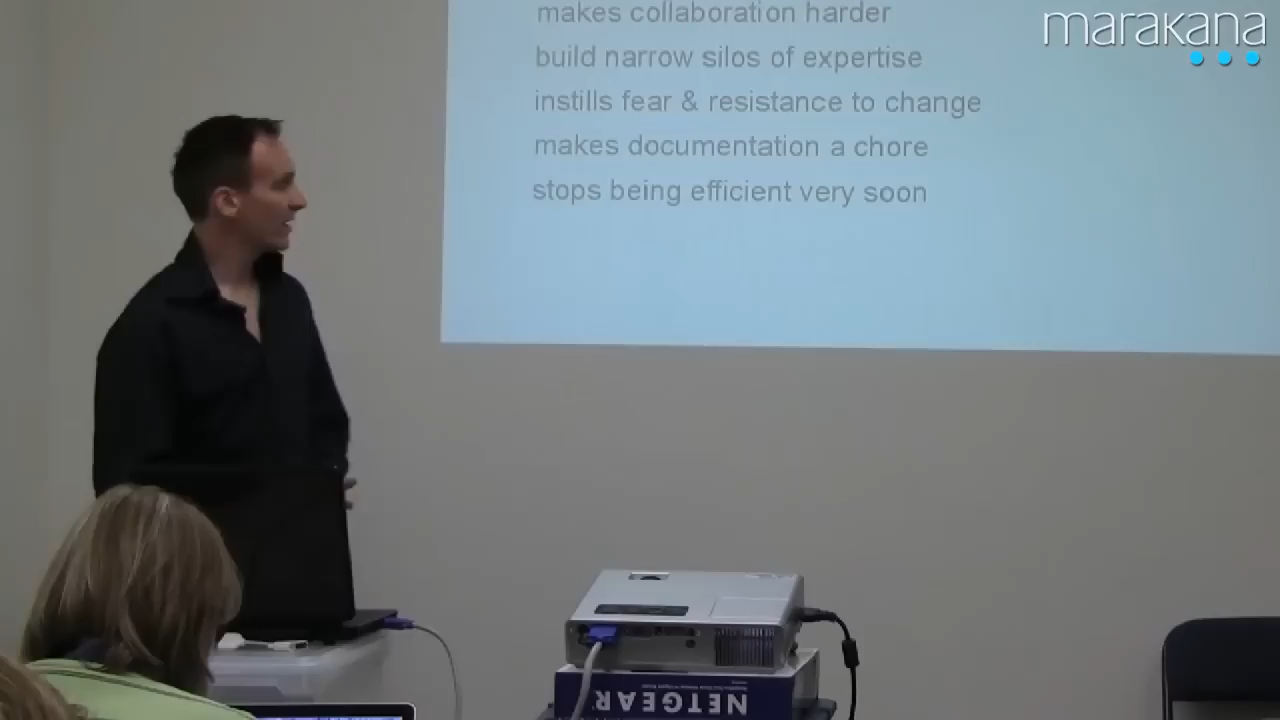 makes collaboration harder
marakana
build narrow silos of expertise
instills fear & resistance to change
makes documentation a chore
stops being efficient very soon
NETGEAR